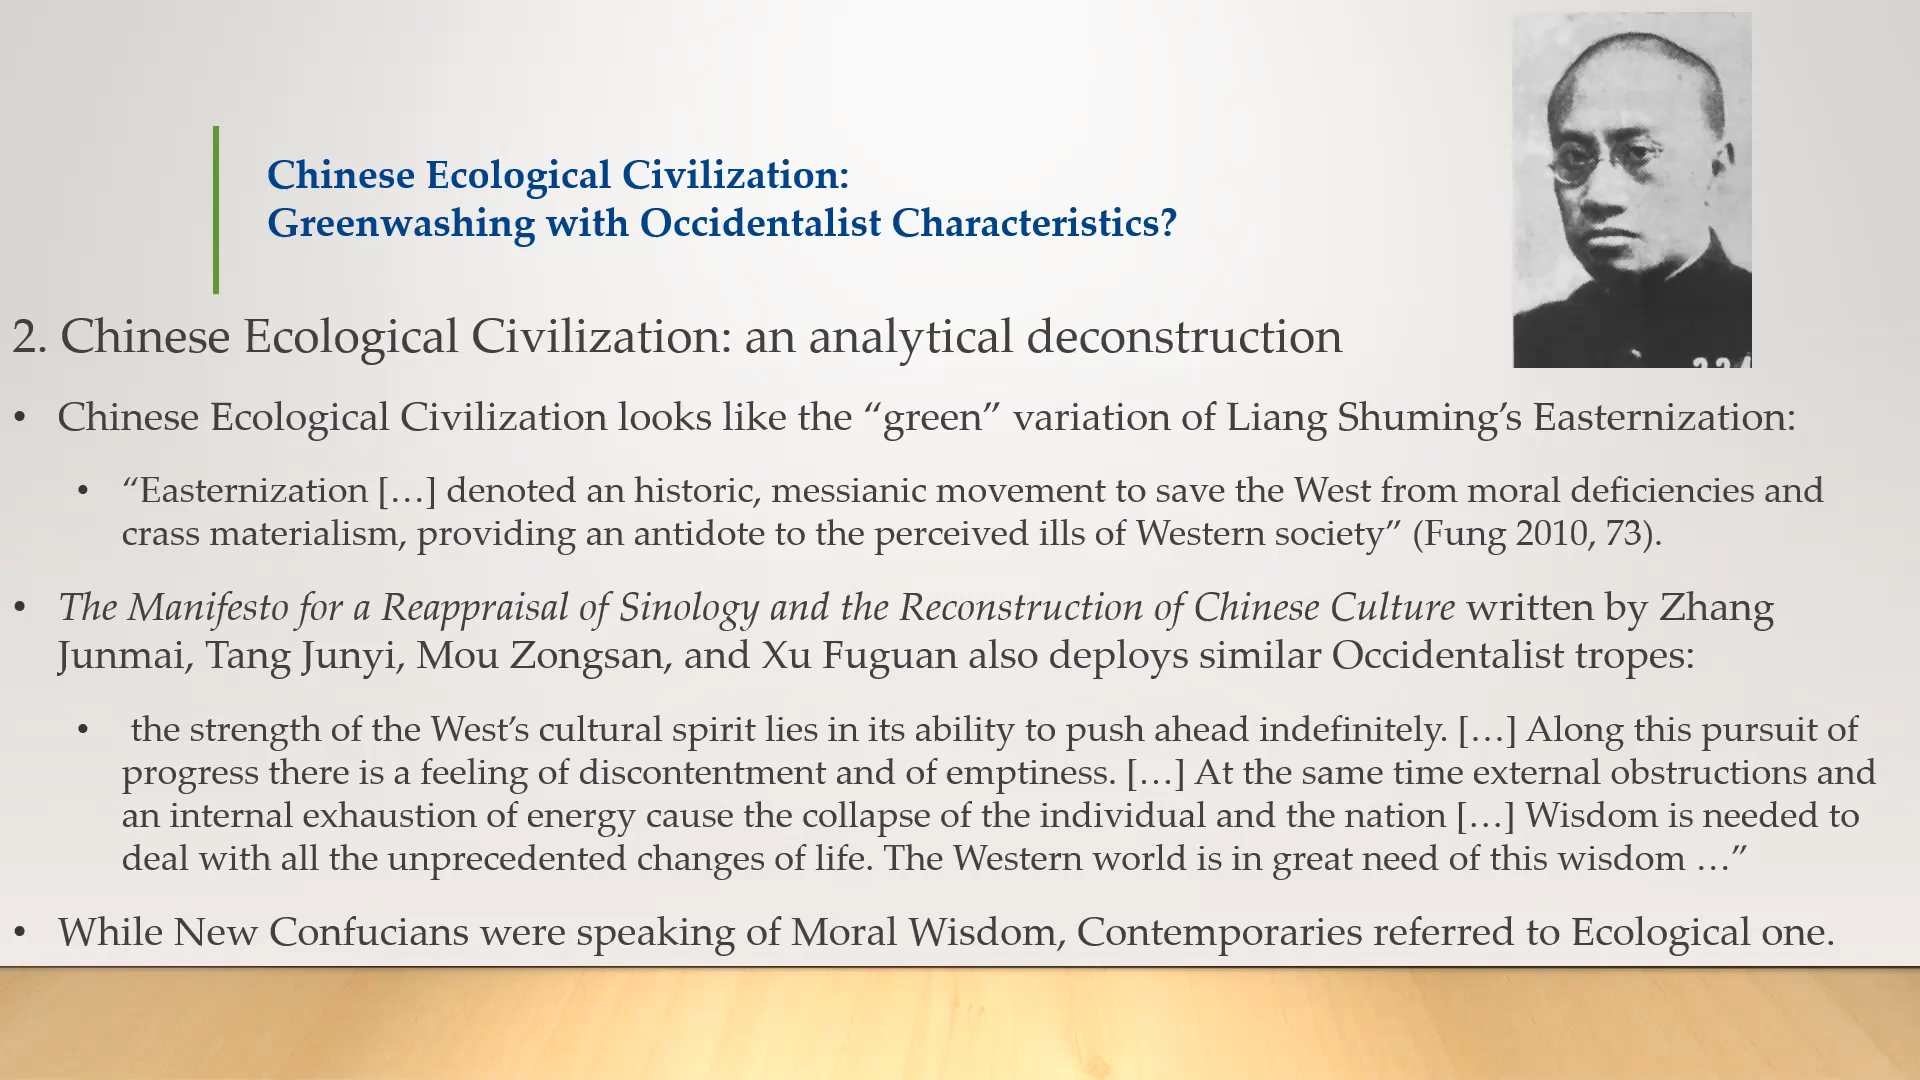 Chinese Ecological Civilization:
Greenwashing with Occidentalist Characteristics?
2. Chinese Ecological Civilization: an analytical deconstruction
• Chinese Ecological Civilization looks like the “green” variation of Liang Shuming’s Easternization:
• “Easternization […] denoted an historic, messianic movement to save the West from moral deficiencies and
crass materialism, providing an antidote to the perceived ills of Western society” (Fung 2010, 73).
• The Manifesto for a Reappraisal of Sinology and the Reconstruction of Chinese Culture written by Zhang
Junmai, Tang Junyi, Mou Zongsan, and Xu Fuguan also deploys similar Occidentalist tropes:
• the strength of the West’s cultural spirit lies in its ability to push ahead indefinitely. […] Along this pursuit of
progress there is a feeling of discontentment and of emptiness. […] At the same time external obstructions and
an internal exhaustion of energy cause the collapse of the individual and the nation […] Wisdom is needed to
deal with all the unprecedented changes of life. The Western world is in great need of this wisdom …”
• While New Confucians were speaking of Moral Wisdom, Contemporaries referred to Ecological one.